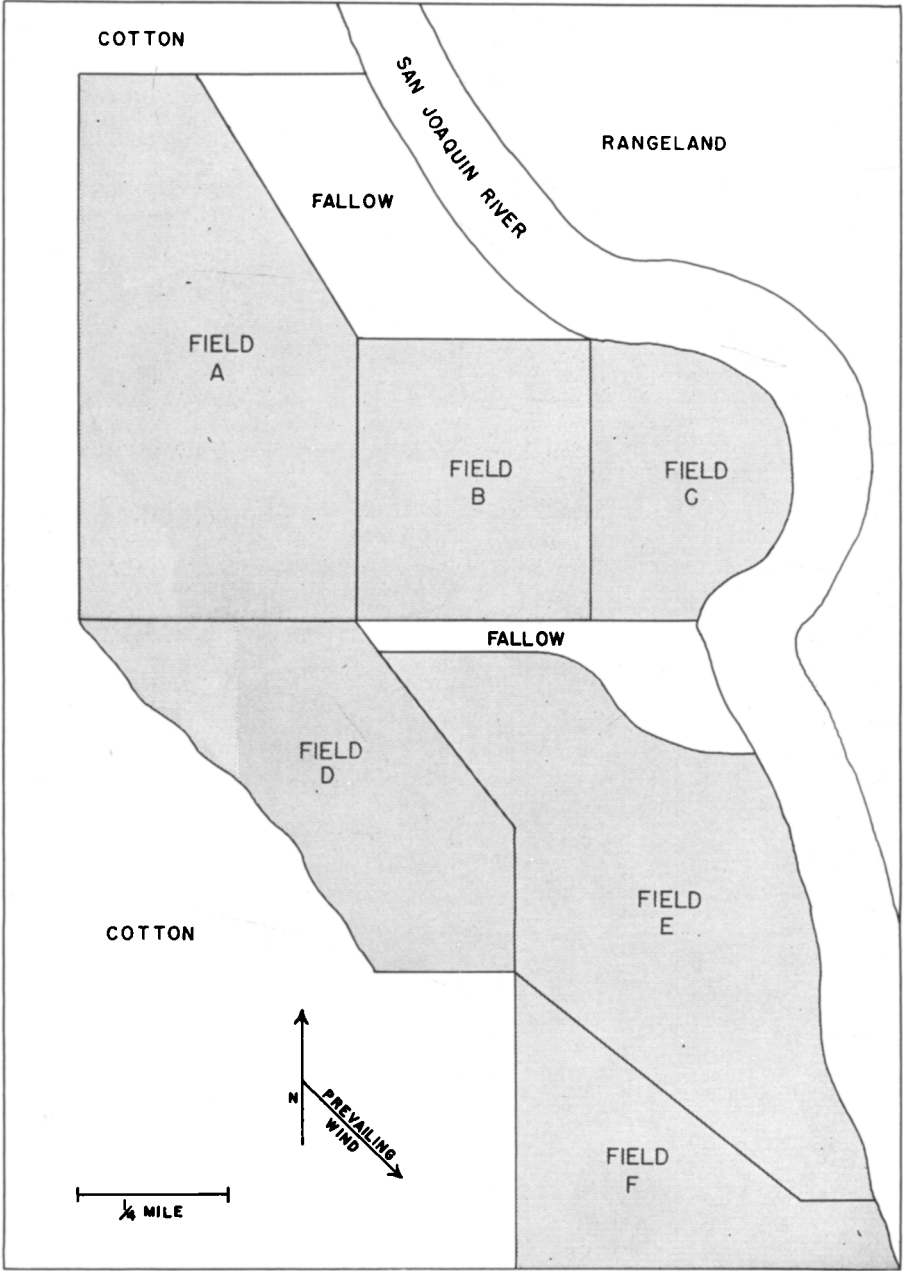 COTTON
SAN JOAQUIN RIVER
RANGELAND
FALLOW
FIELD
A
FIELD
B
FIELD
C
FALLOW
FIELD
D
FIELD
E
COTTON
N
PREVAILING
WIND
FIELD
F
¼ MILE